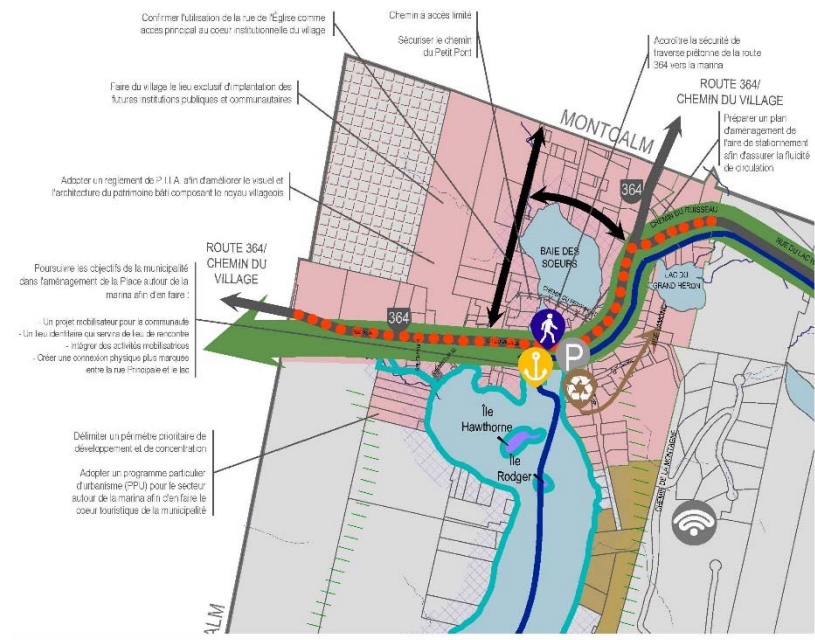 Confirmer l'utilisation de la rue de l'Église comme
accès principal au coeur institutionnelle du village
Chemin à accès limité
Sécuriser le chemin
du Petit Pont
Accroître la sécurité de
traverse piétonne de la route
364 vers la marina
ROUTE 364/
CHEMIN DU VILLAGE
Préparer un plan
d'aménagement de
l'aire de stationnement
afin d'assurer la fluidité
de circulation
Faire du village le lieu exclusif d'implantation des
futures institutions publiques et communautaires
Adopter un règlement de P.I.I.A. afin d'améliorer le visuel et
l'architecture du patrimoine bâti composant le noyau villageois
MONTCALM
364
CHEMIN DU RUISSEAU
RUE DU LAC
BAIE DES
SOEURS
LAC DU
GRAND HÉRON
ROUTE 364/
CHEMIN DU
VILLAGE
Poursuivre les objectifs de la municipalité
dans l'aménagement de la Place autour de la
marina afin d'en faire :
- Un projet mobilisateur pour la communauté
- Un lieu identitaire qui servira de lieu de rencontre
- Intégrer des activités mobilisatrices
- Créer une connexion physique plus marquée
entre la rue Principale et le lac
364
P
Île
Hawthorne
Île
Rodger
CHEMIN DE LA MONTAGNE
Délimiter un périmètre prioritaire de
développement et de concentration
Adopter un programme particulier
d'urbanisme (PPU) pour le secteur
autour de la marina afin d'en faire le
coeur touristique de la municipalité
ALM